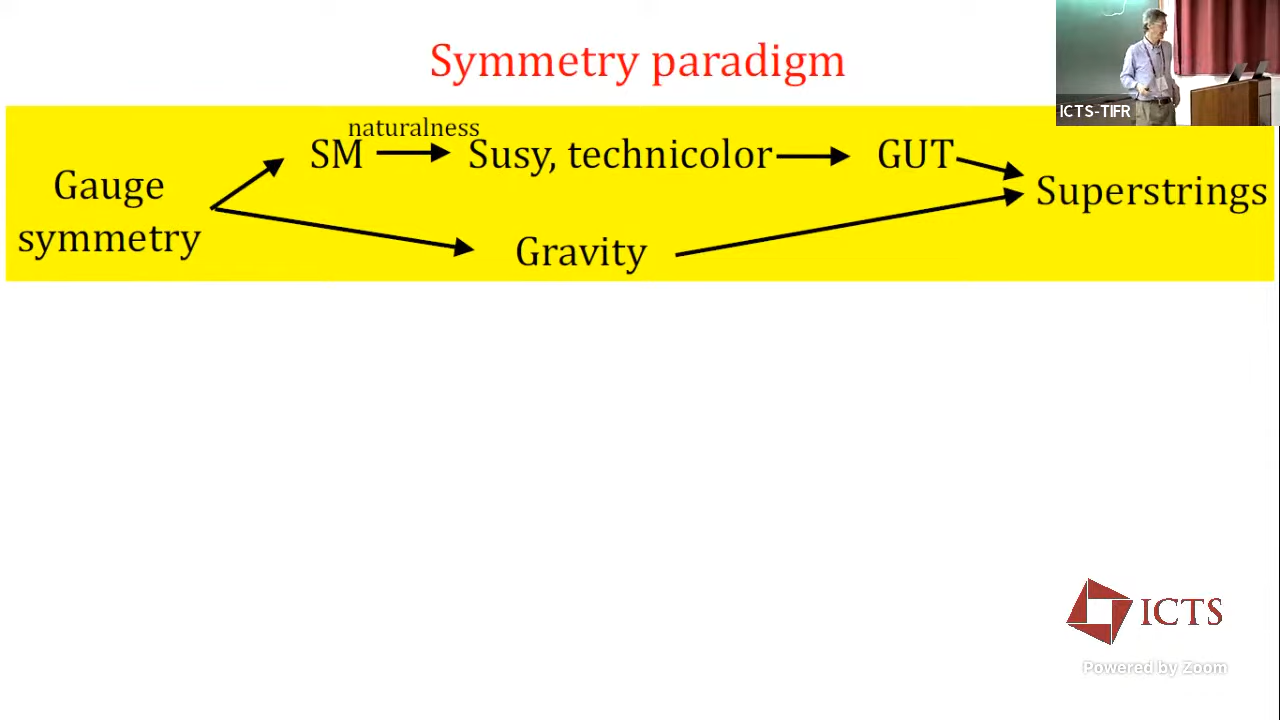 Symmetry paradigm
ICTS-TIFR
naturalness
SM Susy, technicolor GUT
Gauge
symmetry
Superstrings
Gravity
ICTS
Powered by Zoom